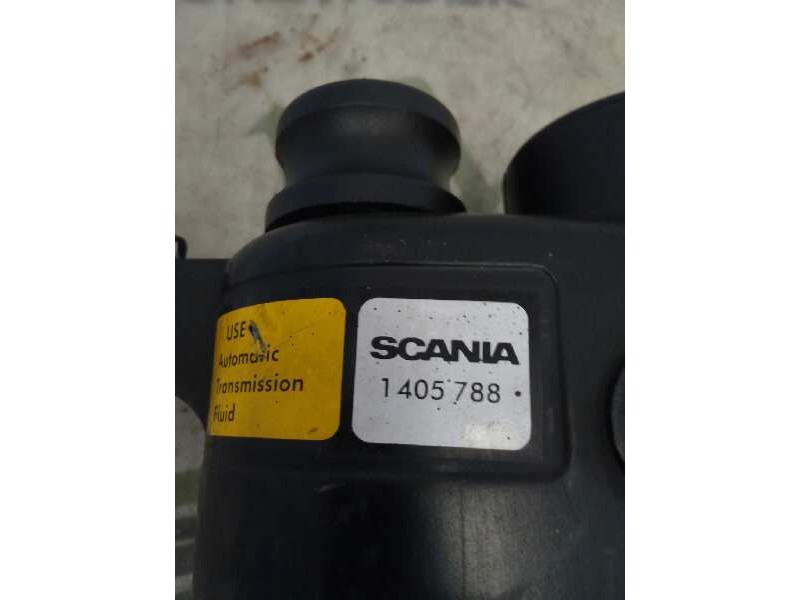 USE
Automatic
Transmission
Fluid
SCANIA
1405788